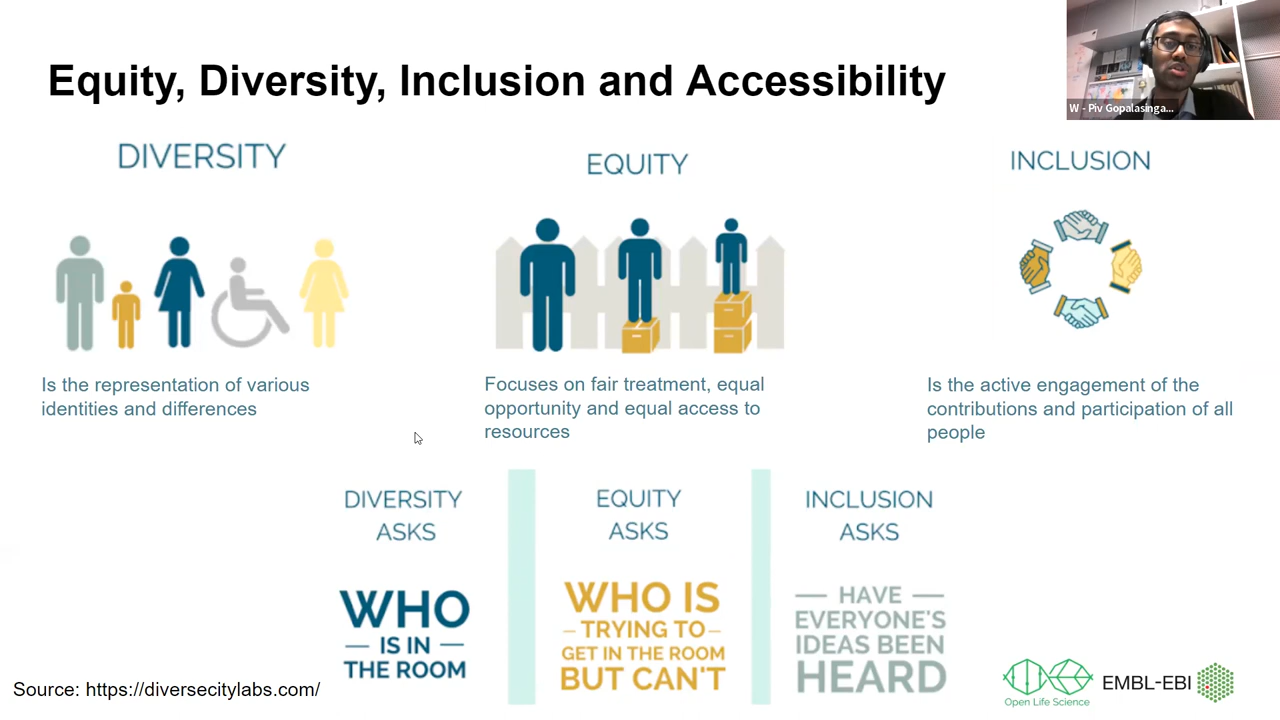 Equity, Diversity, Inclusion and Accessibility
W - Piv Gopalasinga...
DIVERSITY
Is the representation of various
identities and differences
EQUITY
Focuses on fair treatment, equal
opportunity and equal access to
resources
INCLUSION
Is the active engagement of the
contributions and participation of all
people
DIVERSITY
ASKS
WHO
IS IN
THE ROOM
EQUITY
ASKS
WHO IS
TRYING TO
GET IN THE ROOM
BUT CAN'T
INCLUSION
ASKS
HAVE
EVERYONE'S
IDEAS BEEN
HEARD
Source: https://diversecitylabs.com/
Open Life Science
EMBL-EBI